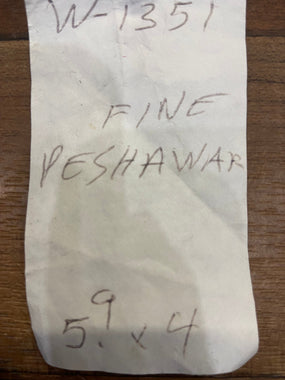 W-1351
FINE
PESHAWAR
5.9 x 4